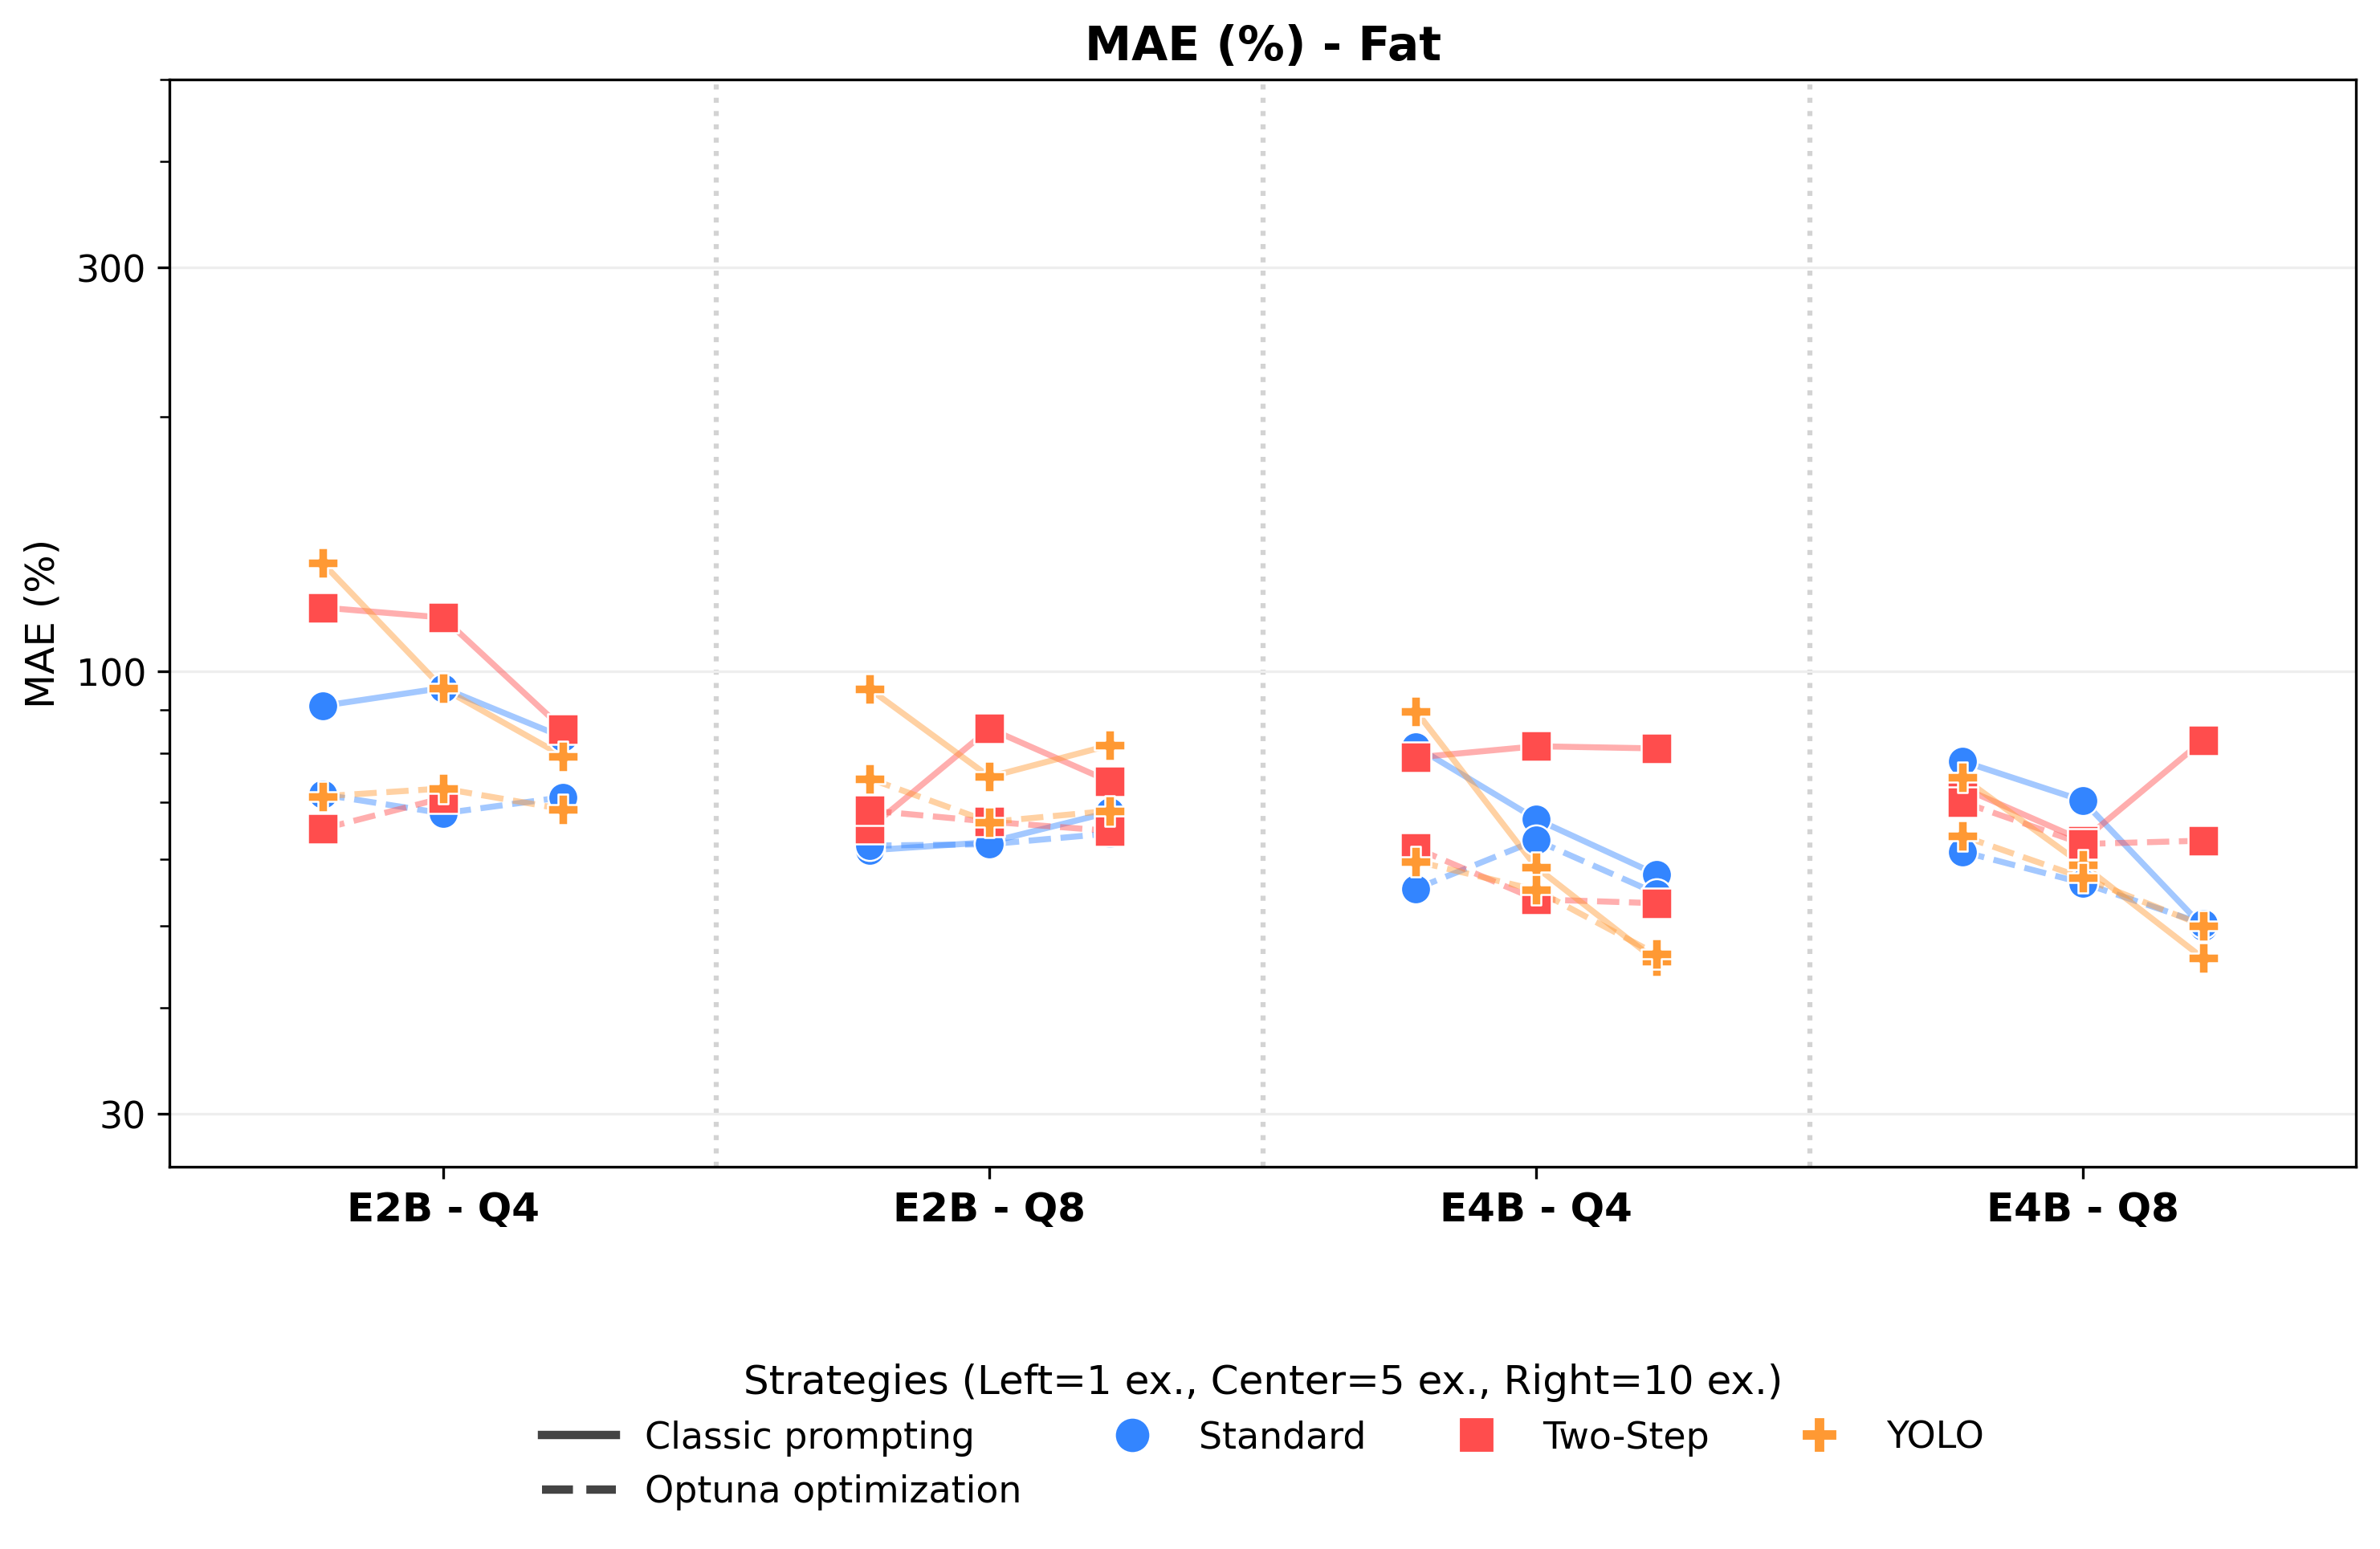 MAE (%) - Fat
MAE (%)
300
100
30
E2B - Q4
E2B - Q8
E4B - Q4
E4B - Q8
Strategies (Left=1 ex., Center=5 ex., Right=10 ex.)
Classic prompting
Standard
Two-Step
YOLO
Optuna optimization